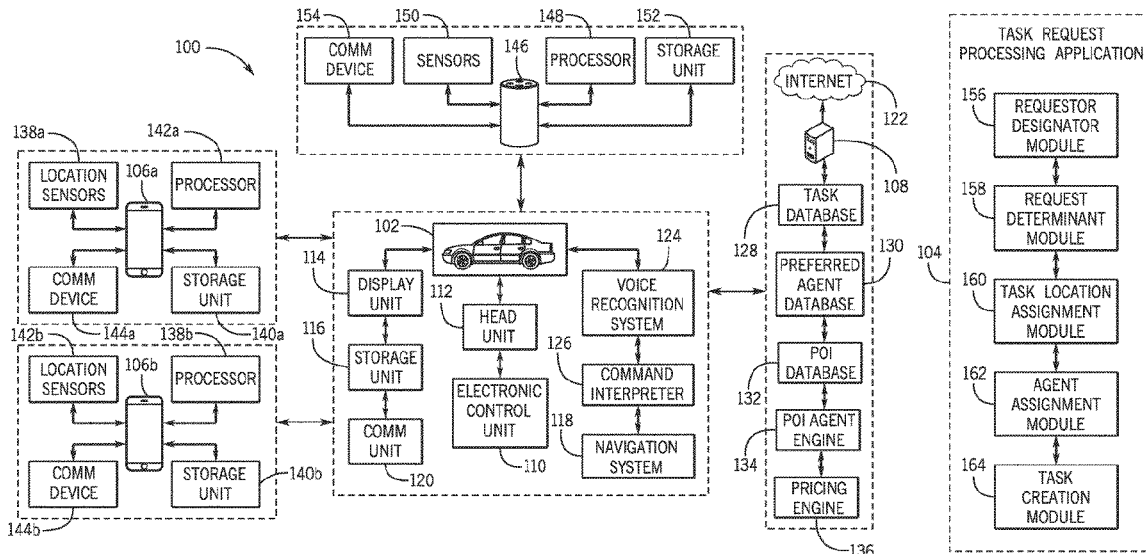 100
154
COMM
DEVICE
150
SENSORS
146
148
PROCESSOR
152
STORAGE
UNIT
138a
LOCATION
SENSORS
106a
142a
PROCESSOR
COMM
DEVICE
144a
STORAGE
UNIT
140a
142b
LOCATION
SENSORS
106b
138b
PROCESSOR
COMM
DEVICE
144b
STORAGE
UNIT
140b
102
114
DISPLAY
UNIT
112
HEAD
UNIT
124
VOICE
RECOGNITION
SYSTEM
116
STORAGE
UNIT
ELECTRONIC
CONTROL
UNIT
110
126
COMMAND
INTERPRETER
COMM
UNIT
120
118
NAVIGATION
SYSTEM
INTERNET
122
108
TASK
DATABASE
128
130
PREFERRED
AGENT
DATABASE
POI
DATABASE
132
POI AGENT
ENGINE
134
PRICING
ENGINE
136
TASK REQUEST
PROCESSING APPLICATION
104
156
REQUESTOR
DESIGNATOR
MODULE
158
REQUEST
DETERMINANT
MODULE
160
TASK LOCATION
ASSIGNMENT
MODULE
162
AGENT
ASSIGNMENT
MODULE
164
TASK
CREATION
MODULE